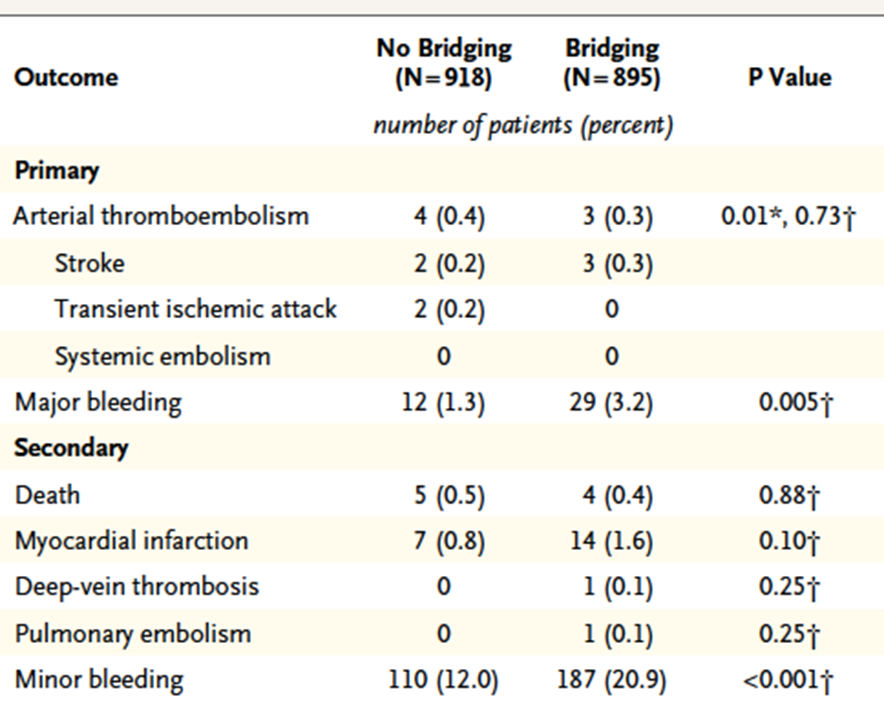 Outcome No Bridging (N=918) Bridging (N=895) P Value
number of patients (percent)
Primary
Arterial thromboembolism 4 (0.4) 3 (0.3) 0.01*, 0.73†
Stroke 2 (0.2) 3 (0.3)
Transient ischemic attack 2 (0.2) 0
Systemic embolism 0 0
Major bleeding 12 (1.3) 29 (3.2) 0.005†
Secondary
Death 5 (0.5) 4 (0.4) 0.88†
Myocardial infarction 7 (0.8) 14 (1.6) 0.10†
Deep-vein thrombosis 0 1 (0.1) 0.25†
Pulmonary embolism 0 1 (0.1) 0.25†
Minor bleeding 110 (12.0) 187 (20.9) <0.001†